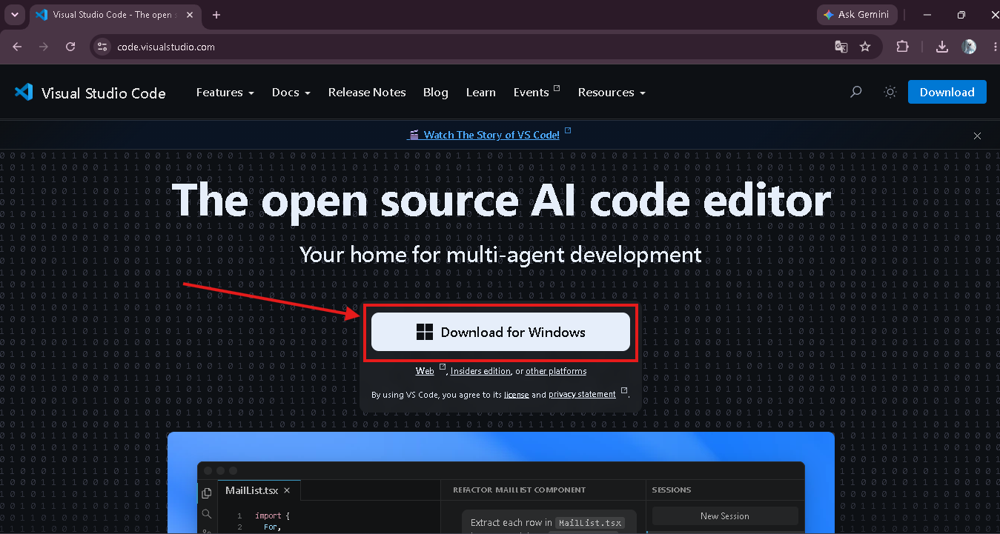 Visual Studio Code - The open s
Ask Gemini
code.visualstudio.com
Visual Studio Code
Features
Docs
Release Notes
Blog
Learn
Events
Resources
Download
Watch The Story of VS Code!
The open source AI code editor
Your home for multi-agent development
Download for Windows
Web, Insiders edition, or other platforms
By using VS Code, you agree to its license and privacy statement.
MailList.tsx
REFACTOR MAILLIST COMPONENT
SESSIONS
1 import {
2 For,
Extract each row in MailList.tsx
New Session